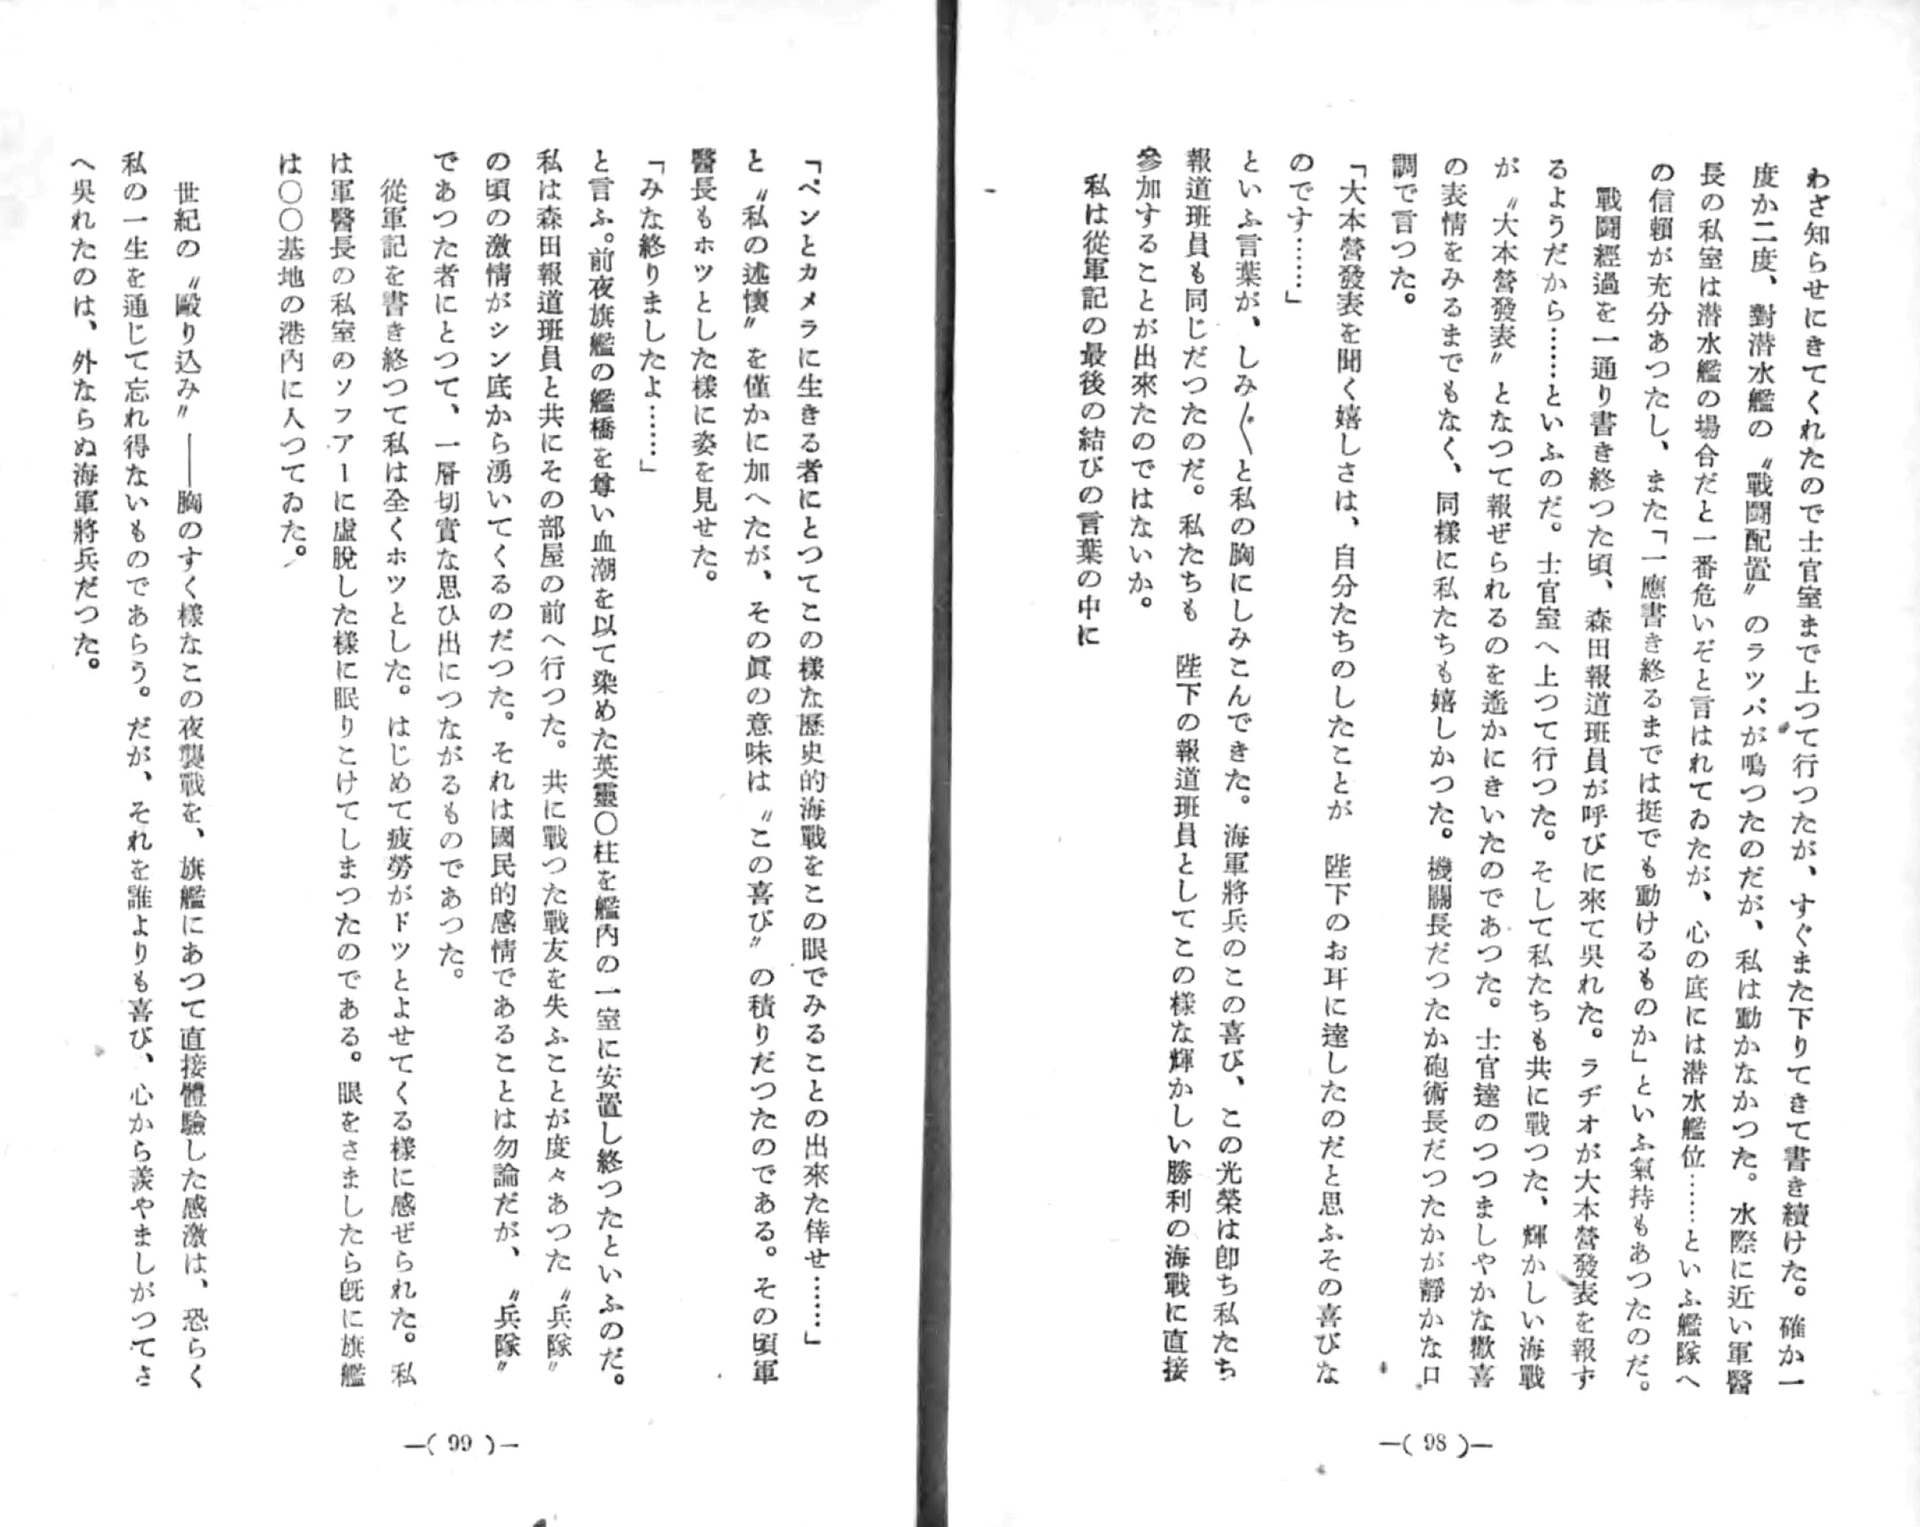 わざ知らせにきてくれたので士官室まで上つて行つたが、すぐまた下りてきて書き續けた。確か一
度か二度、對潜水艦の〝戰鬪配置〟のラツパが鳴つたのだが、私は動かなかつた。水際に近い軍醫
長の私室は潜水艦の場合だと一番危いぞと言はれてゐたが、心の底には潜水艦位……といふ艦隊へ
の信賴が充分あつたし、また「一應書き終るまでは挺でも動けるものか」といふ氣持もあつたのだ。
戰鬪經過を一通り書き終つた頃、森田報道班員が呼びに來て吳れた。ラヂオが大本營發表を報ず
るようだから……といふのだ。士官室へ上つて行つた。そして私たちも共に戰つた、輝かしい海戰
が〝大本營發表〟となつて報ぜられるのを遙かにきいたのであつた。士官達のつつましやかな歡喜
の表情をみるまでもなく、同樣に私たちも嬉しかつた。機關長だつたか砲術長だつたかが靜かな口
調で言つた。
「大本營發表を聞く嬉しさは、自分たちのしたことが　陛下のお耳に達したのだと思ふその喜びな
のです……」
といふ言葉が、しみ〲と私の胸にしみこんできた。海軍將兵のこの喜び、この光榮は卽ち私たち
報道班員も同じだつたのだ。私たちも　陛下の報道班員としてこの樣な輝かしい勝利の海戰に直接
參加することが出來たのではないか。
私は從軍記の最後の結びの言葉の中に
—( 98 )—
「ペンとカメラに生きる者にとつてこの樣な歷史的海戰をこの眼でみることの出來た倖せ……」
と〝私の述懷〟を僅かに加へたが、その眞の意味は〝この喜び〟の積りだつたのである。その頃軍
醫長もホツとした樣に姿を見せた。
「みな終りましたよ……」
と言ふ。前夜旗艦の艦橋を尊い血潮を以て染めた英靈〇柱を艦內の一室に安置し終つたといふのだ。
私は森田報道班員と共にその部屋の前へ行つた。共に戰つた戰友を失ふことが度々あつた〝兵隊〟
の頃の激情がシン底から湧いてくるのだつた。それは國民的感情であることは勿論だが、〝兵隊〟
であつた者にとつて、一層切實な思ひ出につながるものであつた。
從軍記を書き終つて私は全くホツとした。はじめて疲勞がドツとよせてくる樣に感ぜられた。私
は軍醫長の私室のソフアーに虛脫した樣に眠りこけてしまつたのである。眼をさましたら旣に旗艦
は〇〇基地の港內に入つてゐた。
世紀の〝毆り込み〟――胸のすく樣なこの夜襲戰を、旗艦にあつて直接體驗した感激は、恐らく
私の一生を通じて忘れ得ないものであらう。だが、それを誰よりも喜び、心から羨やましがつてさ
へ吳れたのは、外ならぬ海軍將兵だつた。
—( 99 )—